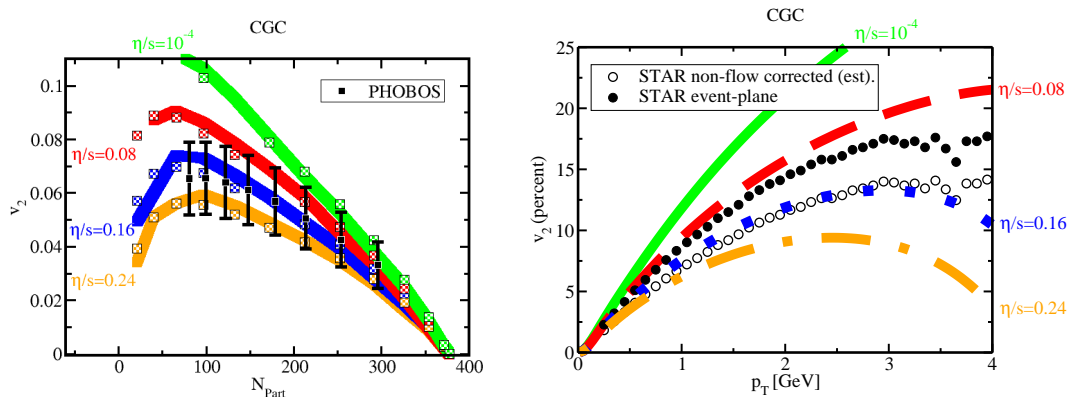 CGC
η/s=10⁻⁴
PHOBOS
0.1
0.08
0.06
0.04
0.02
0
v₂
η/s=0.08
η/s=0.16
η/s=0.24
0 100 200 300 400
N_Part
CGC
η/s=10⁻⁴
25
20
15
10
5
0
v₂ (percent)
STAR non-flow corrected (est).
STAR event-plane
η/s=0.08
η/s=0.16
η/s=0.24
0 1 2 3 4
p_T [GeV]